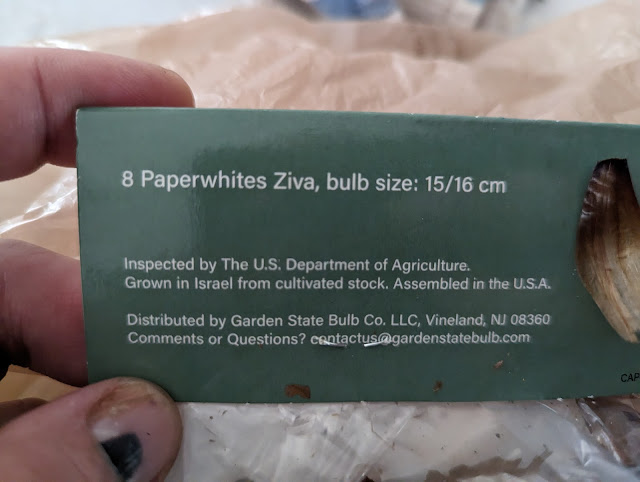 8 Paperwhites Ziva, bulb size: 15/16 cm
Inspected by The U.S. Department of Agriculture.
Grown in Israel from cultivated stock. Assembled in the U.S.A.
Distributed by Garden State Bulb Co. LLC, Vineland, NJ 08360
Comments or Questions? contactus@gardenstatebulb.com
CAP